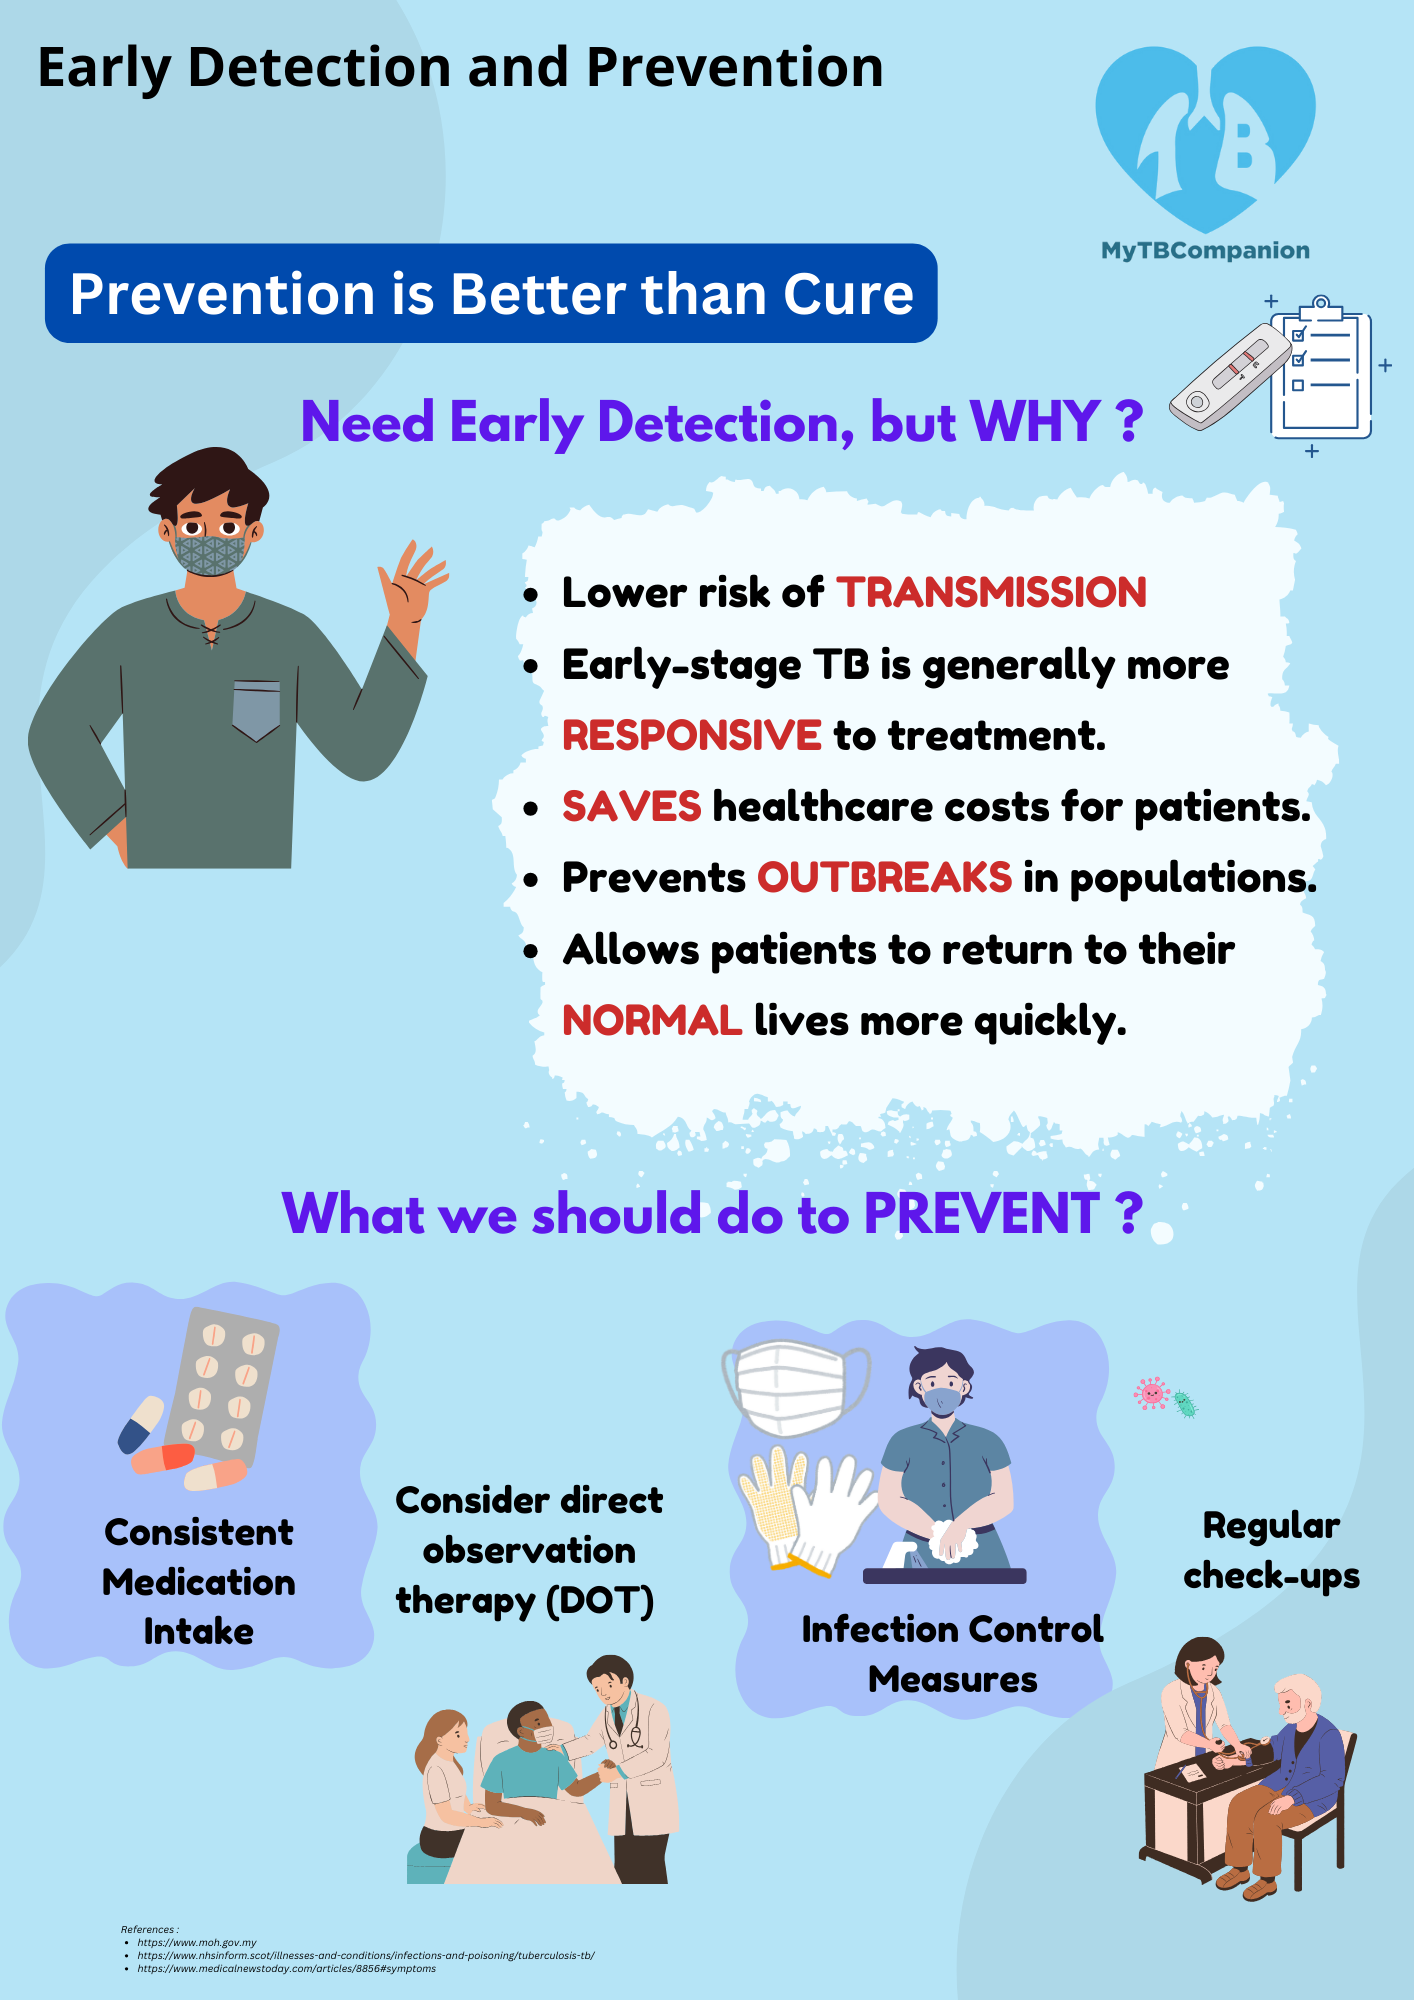 Early Detection and Prevention
TB
MyTBCompanion
Prevention is Better than Cure
Need Early Detection, but WHY ?
• Lower risk of TRANSMISSION
• Early-stage TB is generally more
RESPONSIVE to treatment.
• SAVES healthcare costs for patients.
• Prevents OUTBREAKS in populations.
• Allows patients to return to their
NORMAL lives more quickly.
What we should do to PREVENT ?
Consistent
Medication
Intake
Consider direct
observation
therapy (DOT)
Infection Control
Measures
Regular
check-ups
References :
• https://www.moh.gov.my
• https://www.nhsinform.scot/illnesses-and-conditions/infections-and-poisoning/tuberculosis-tb/
• https://www.medicalnewstoday.com/articles/8856#symptoms